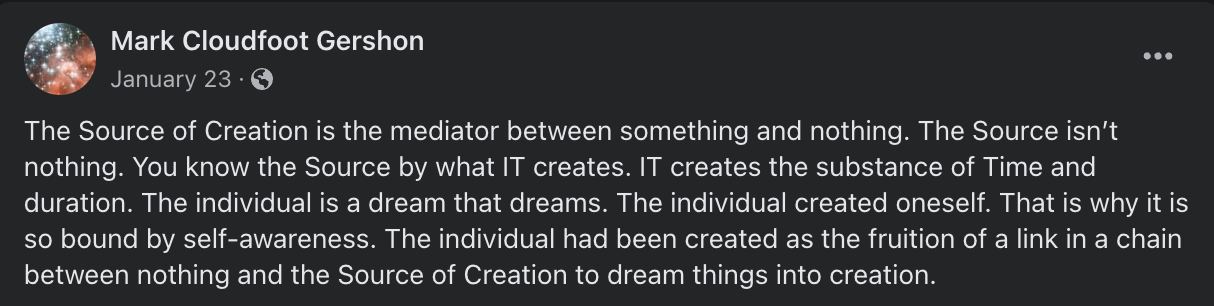 Mark Cloudfoot Gershon
January 23 ·
The Source of Creation is the mediator between something and nothing. The Source isn’t
nothing. You know the Source by what IT creates. IT creates the substance of Time and
duration. The individual is a dream that dreams. The individual created oneself. That is why it is
so bound by self-awareness. The individual had been created as the fruition of a link in a chain
between nothing and the Source of Creation to dream things into creation.